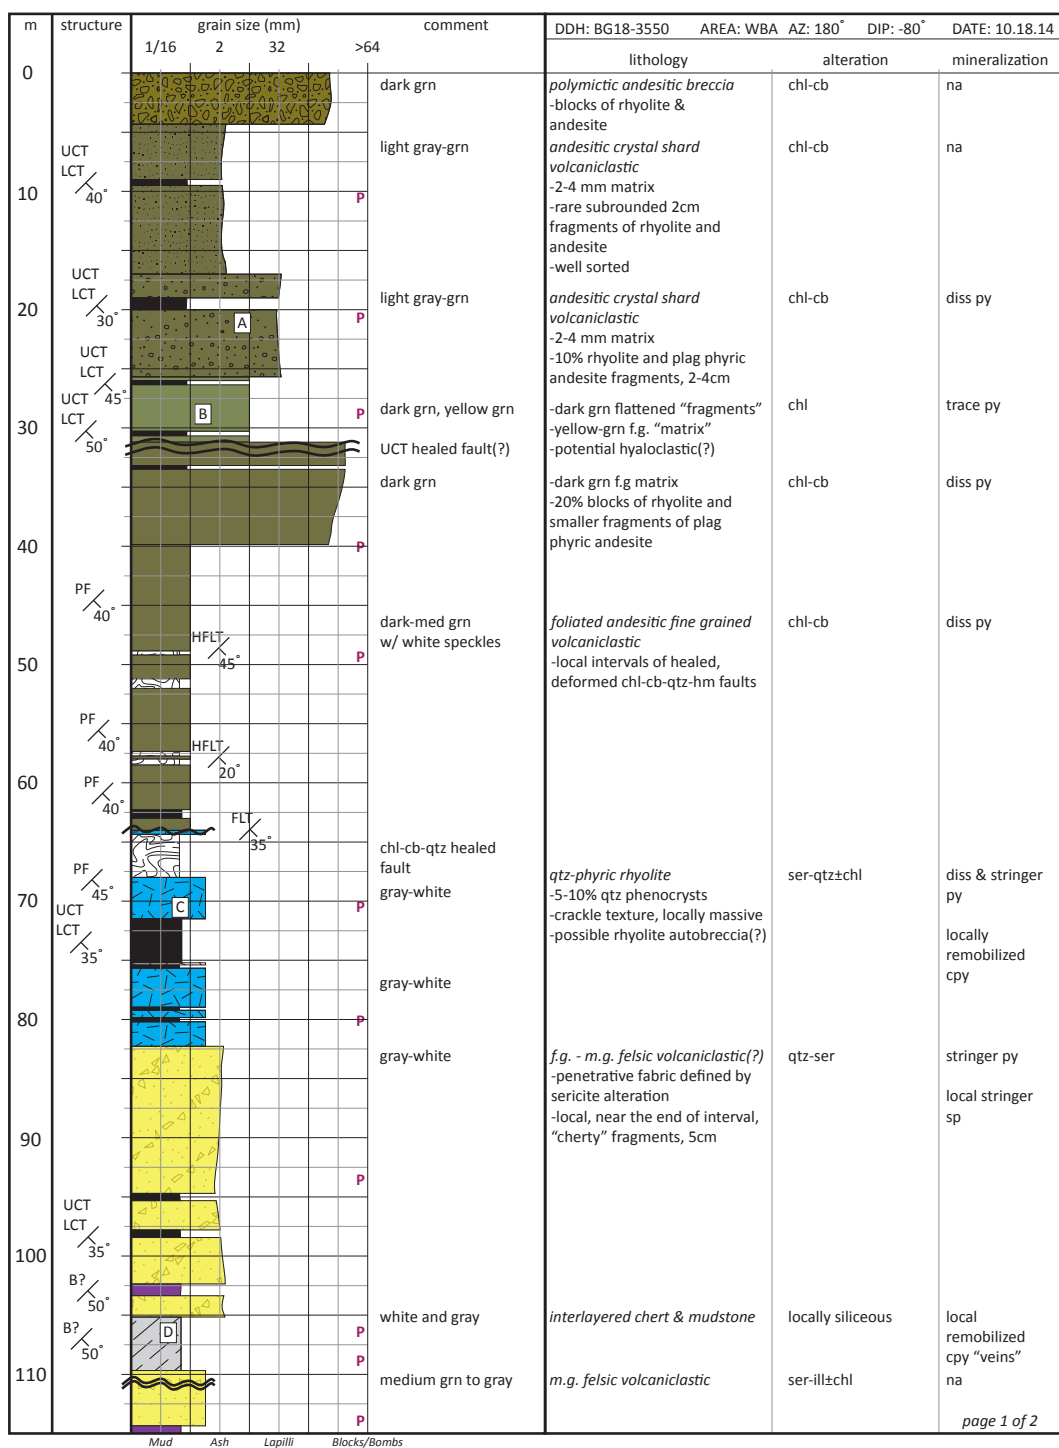 m
structure
grain size (mm)
comment
DDH: BG18-3550 AREA: WBA AZ: 180° DIP: -80° DATE: 10.18.14
1/16 2 32 >64
lithology
alteration
mineralization
0
dark grn
polymictic andesitic breccia
-blocks of rhyolite &
andesite
chl-cb
na
UCT
LCT
40°
light gray-grn
andesitic crystal shard
volcaniclastic
-2-4 mm matrix
-rare subrounded 2cm
fragments of rhyolite and
andesite
-well sorted
chl-cb
na
10
P
UCT
LCT
30°
light gray-grn
andesitic crystal shard
volcaniclastic
-2-4 mm matrix
-10% rhyolite and plag phyric
andesite fragments, 2-4cm
chl-cb
diss py
20
A
P
UCT
LCT
45°
UCT
LCT
50°
B
P
dark grn, yellow grn
-dark grn flattened “fragments”
-yellow-grn f.g. “matrix”
-potential hyaloclastic(?)
chl
trace py
30
UCT healed fault(?)
dark grn
-dark grn f.g matrix
-20% blocks of rhyolite and
smaller fragments of plag
phyric andesite
chl-cb
diss py
40
P
PF
40°
dark-med grn
w/ white speckles
foliated andesitic fine grained
volcaniclastic
-local intervals of healed,
deformed chl-cb-qtz-hm faults
chl-cb
diss py
HFLT
45°
P
50
PF
40°
HFLT
20°
60
PF
40°
FLT
35°
chl-cb-qtz healed
fault
PF
45°
gray-white
qtz-phyric rhyolite
-5-10% qtz phenocrysts
-crackle texture, locally massive
-possible rhyolite autobreccia(?)
ser-qtz±chl
diss & stringer
py
locally
remobilized
cpy
70
C
P
UCT
LCT
35°
gray-white
80
P
gray-white
f.g. - m.g. felsic volcaniclastic(?)
-penetrative fabric defined by
sericite alteration
-local, near the end of interval,
“cherty” fragments, 5cm
qtz-ser
stringer py
local stringer
sp
90
P
UCT
LCT
35°
100
B?
50°
white and gray
interlayered chert & mudstone
locally siliceous
local
remobilized
cpy “veins”
B?
50°
D
P
P
110
medium grn to gray
m.g. felsic volcaniclastic
ser-ill±chl
na
P
page 1 of 2
Mud Ash Lapilli Blocks/Bombs